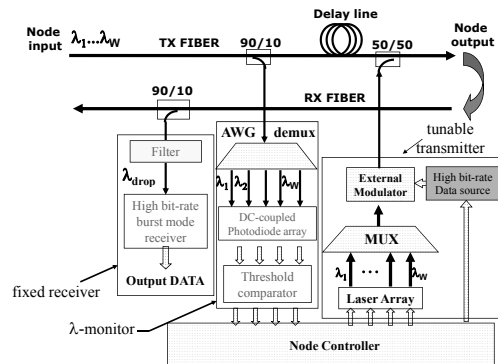 Node input
λ1...λW
TX FIBER
Delay line
Node output
90/10
50/50
90/10
RX FIBER
tunable transmitter
AWG demux
Filter
λdrop
High bit-rate burst mode receiver
Output DATA
fixed receiver
λ1 λ2 λW
DC-coupled Photodiode array
Threshold comparator
λ-monitor
External Modulator
High bit-rate Data source
MUX
λ1 ... λW
Laser Array
Node Controller